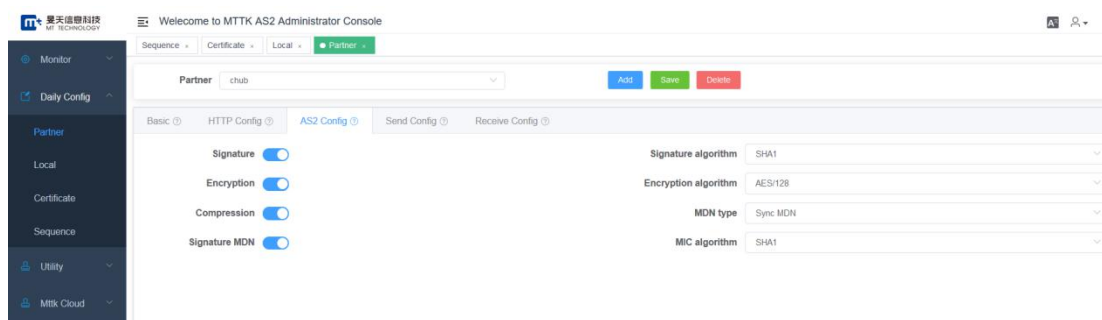 昊天信息科技
MT TECHNOLOGY
Welecome to MTTK AS2 Administrator Console
Sequence × Certificate × Local × Partner ×
Monitor
Partner chub Add Save Delete
Daily Config
Basic HTTP Config AS2 Config Send Config Receive Config
Partner
Signature Signature algorithm SHA1
Local
Encryption Encryption algorithm AES/128
Certificate
Compression MDN type Sync MDN
Sequence
Signature MDN MIC algorithm SHA1
Utility
Mttk Cloud